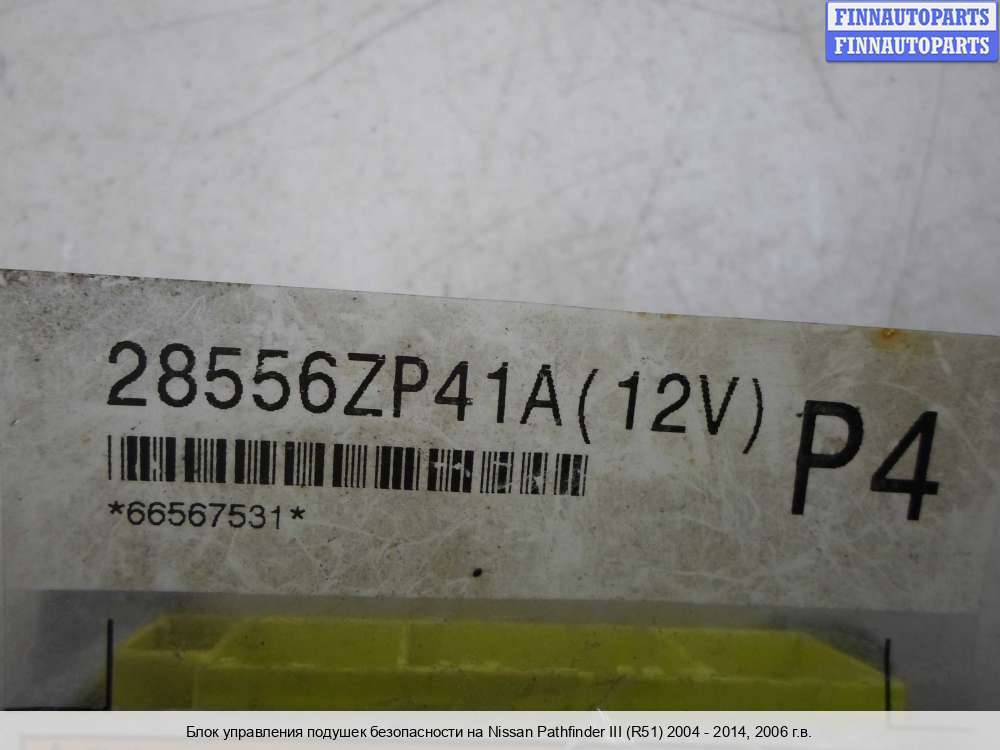 FINNAUTOPARTS
FINNAUTOPARTS
28556ZP41A(12V)
P4
*66567531*
Блок управления подушек безопасности на Nissan Pathfinder III (R51) 2004 - 2014, 2006 г.в.